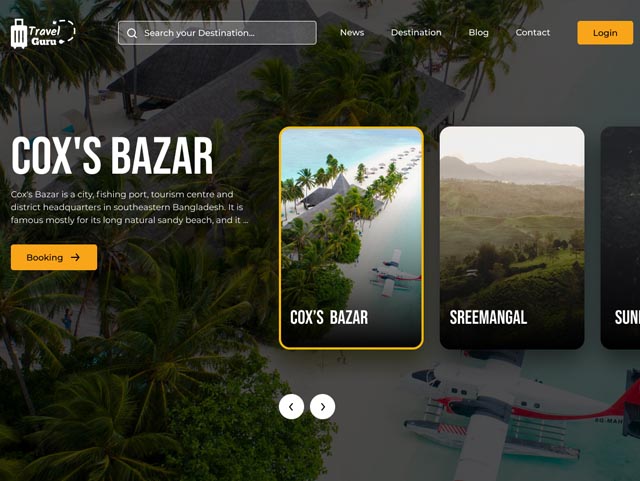 Travel
Guru
Search your Destination...
News
Destination
Blog
Contact
Login
COX'S BAZAR
Cox's Bazar is a city, fishing port, tourism centre and
district headquarters in southeastern Bangladesh. It is
famous mostly for its long natural sandy beach, and it ...
Booking
COX'S BAZAR
SREEMANGAL